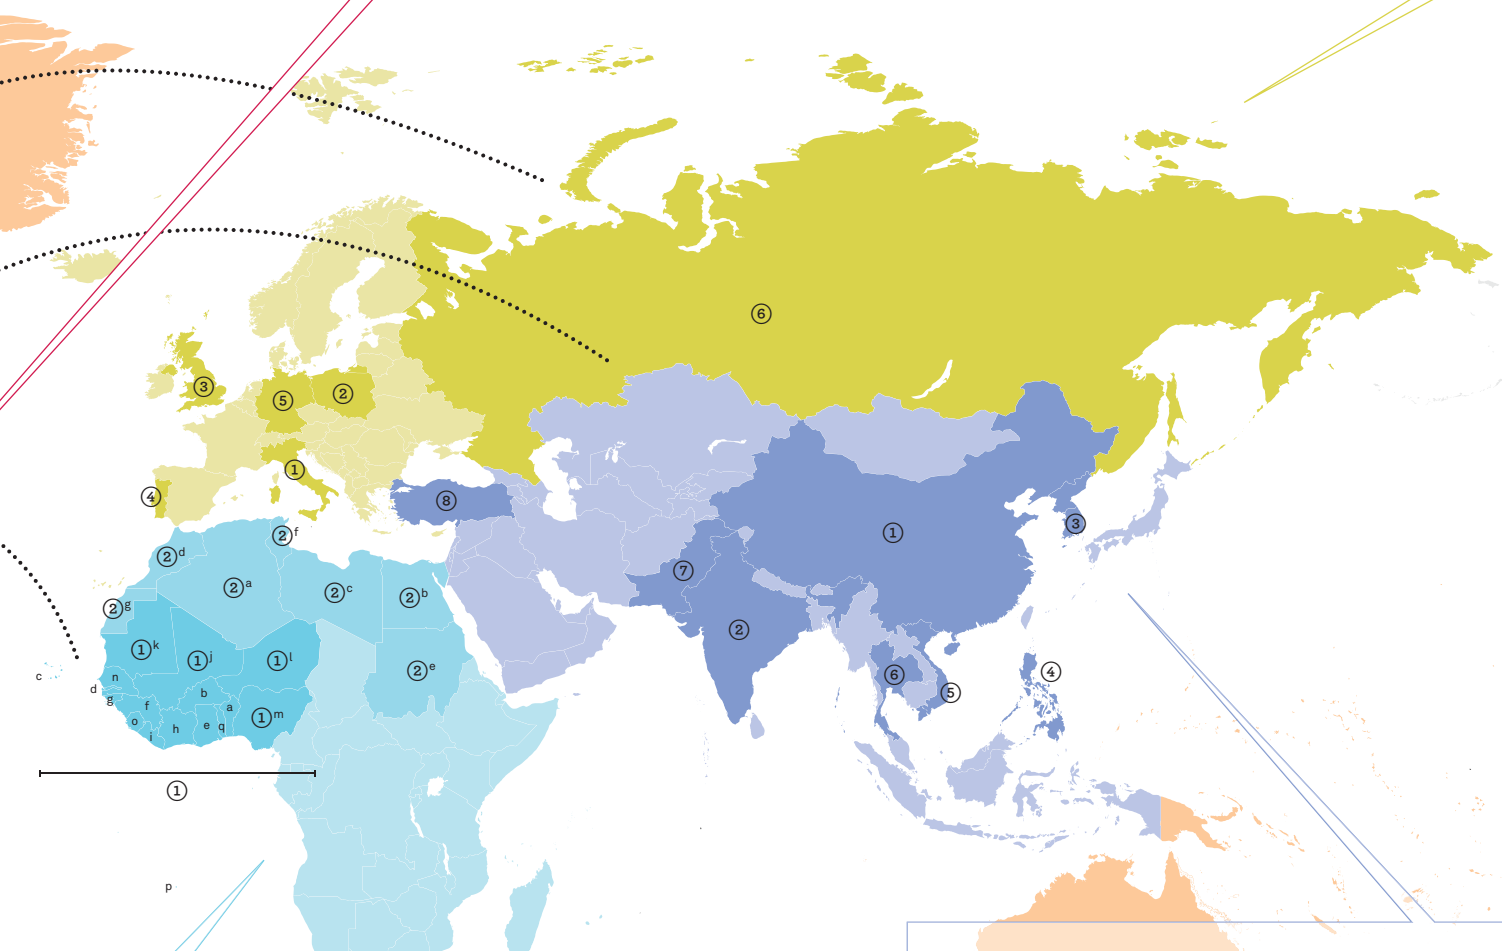 ⑥
③
⑤
②
①
④
⑧
③
①
②f
②d
⑦
②a
②c
②b
②g
②
①k
①j
①l
②e
④
c
n
⑥
d
b
⑤
g
f
a
①m
o
h
e
q
i
①
p